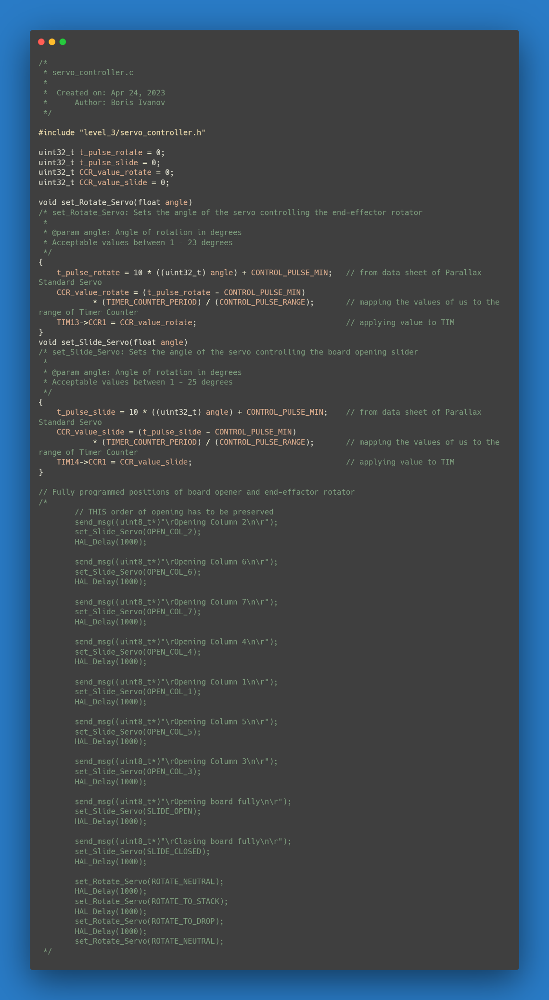 /*
 * servo_controller.c
 *
 *  Created on: Apr 24, 2023
 *      Author: Boris Ivanov
 */

#include "level_3/servo_controller.h"

uint32_t t_pulse_rotate = 0;
uint32_t t_pulse_slide = 0;
uint32_t CCR_value_rotate = 0;
uint32_t CCR_value_slide = 0;

void set_Rotate_Servo(float angle)
/* set_Rotate_Servo: Sets the angle of the servo controlling the end-effector rotator
 *
 * @param angle: Angle of rotation in degrees
 * Acceptable values between 1 - 23 degrees
 */
{
    t_pulse_rotate = 10 * ((uint32_t) angle) + CONTROL_PULSE_MIN;   // from data sheet of Parallax
Standard Servo
    CCR_value_rotate = (t_pulse_rotate - CONTROL_PULSE_MIN)
            * (TIMER_COUNTER_PERIOD) / (CONTROL_PULSE_RANGE);       // mapping the values of us to the
range of Timer Counter
    TIM13->CCR1 = CCR_value_rotate;                                 // applying value to TIM
}
void set_Slide_Servo(float angle)
/* set_Slide_Servo: Sets the angle of the servo controlling the board opening slider
 *
 * @param angle: Angle of rotation in degrees
 * Acceptable values between 1 - 25 degrees
 */
{
    t_pulse_slide = 10 * ((uint32_t) angle) + CONTROL_PULSE_MIN;    // from data sheet of Parallax
Standard Servo
    CCR_value_slide = (t_pulse_slide - CONTROL_PULSE_MIN)
            * (TIMER_COUNTER_PERIOD) / (CONTROL_PULSE_RANGE);       // mapping the values of us to the
range of Timer Counter
    TIM14->CCR1 = CCR_value_slide;                                  // applying value to TIM
}

// Fully programmed positions of board opener and end-effactor rotator
/*
        // THIS order of opening has to be preserved
        send_msg((uint8_t*)"\rOpening Column 2\n\r");
        set_Slide_Servo(OPEN_COL_2);
        HAL_Delay(1000);

        send_msg((uint8_t*)"\rOpening Column 6\n\r");
        set_Slide_Servo(OPEN_COL_6);
        HAL_Delay(1000);

        send_msg((uint8_t*)"\rOpening Column 7\n\r");
        set_Slide_Servo(OPEN_COL_7);
        HAL_Delay(1000);

        send_msg((uint8_t*)"\rOpening Column 4\n\r");
        set_Slide_Servo(OPEN_COL_4);
        HAL_Delay(1000);

        send_msg((uint8_t*)"\rOpening Column 1\n\r");
        set_Slide_Servo(OPEN_COL_1);
        HAL_Delay(1000);

        send_msg((uint8_t*)"\rOpening Column 5\n\r");
        set_Slide_Servo(OPEN_COL_5);
        HAL_Delay(1000);

        send_msg((uint8_t*)"\rOpening Column 3\n\r");
        set_Slide_Servo(OPEN_COL_3);
        HAL_Delay(1000);

        send_msg((uint8_t*)"\rOpening board fully\n\r");
        set_Slide_Servo(SLIDE_OPEN);
        HAL_Delay(1000);

        send_msg((uint8_t*)"\rClosing board fully\n\r");
        set_Slide_Servo(SLIDE_CLOSED);
        HAL_Delay(1000);

        set_Rotate_Servo(ROTATE_NEUTRAL);
        HAL_Delay(1000);
        set_Rotate_Servo(ROTATE_TO_STACK);
        HAL_Delay(1000);
        set_Rotate_Servo(ROTATE_TO_DROP);
        HAL_Delay(1000);
        set_Rotate_Servo(ROTATE_NEUTRAL);
 */